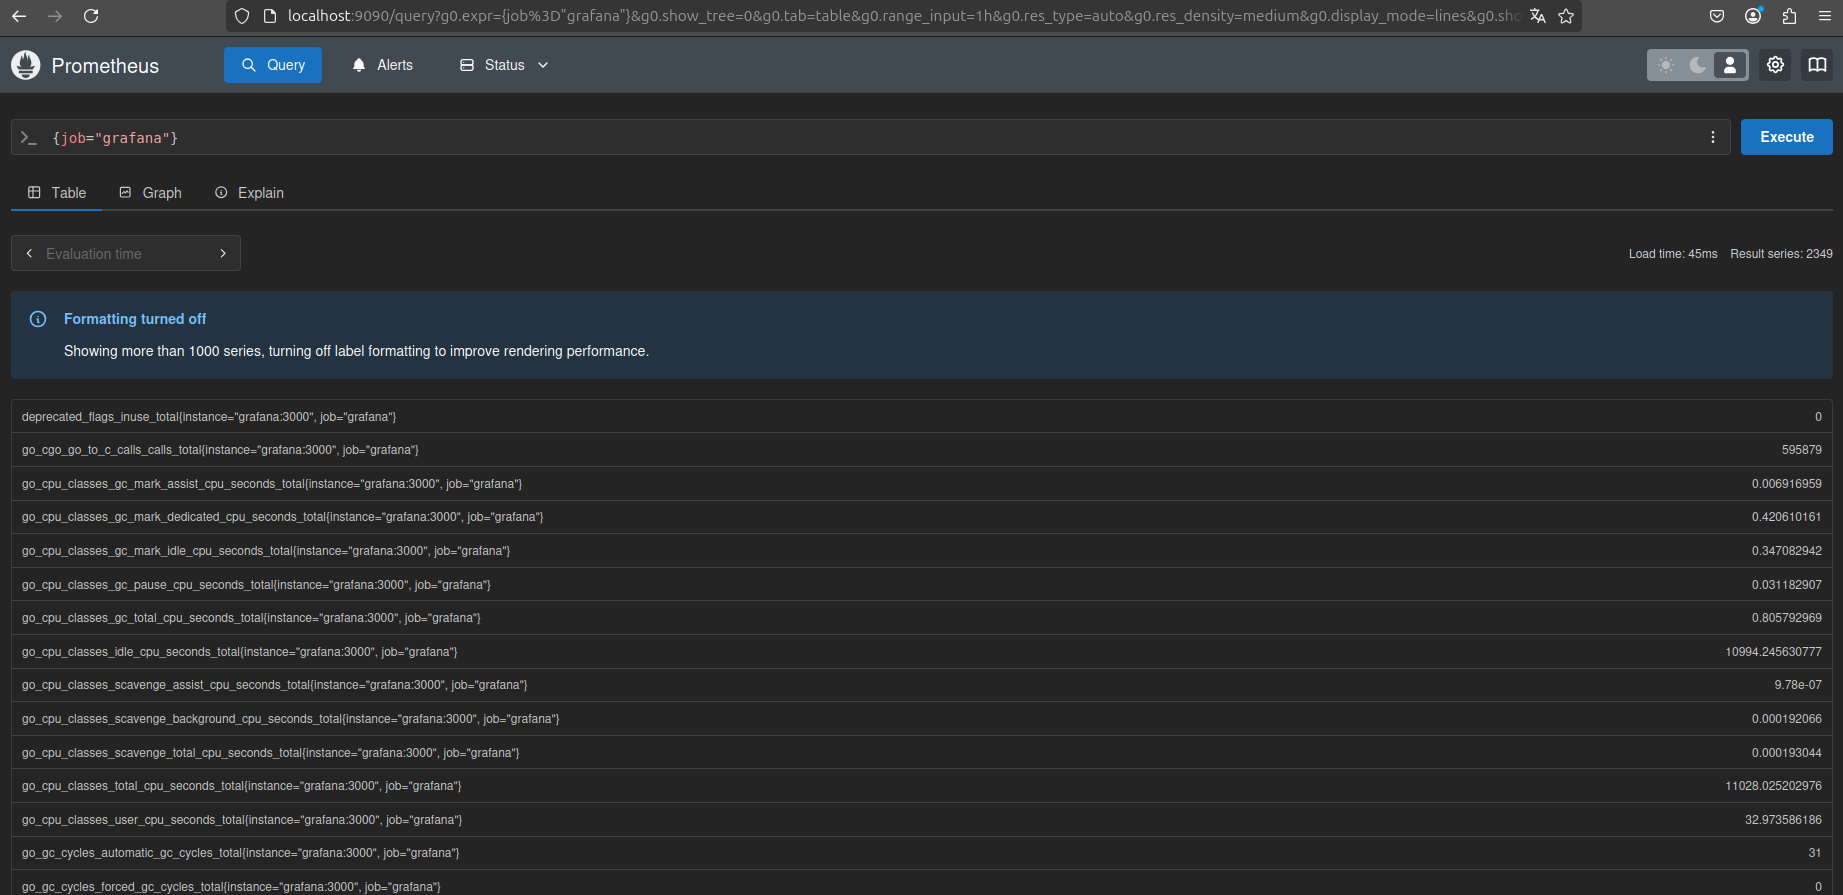 localhost:9090/query?g0.expr={job%3D"grafana"}&g0.show_tree=0&g0.tab=table&g0.range_input=1h&g0.res_type=auto&g0.res_density=medium&g0.display_mode=lines&g0.sho
Prometheus Query Alerts Status
{job="grafana"} Execute
Table Graph Explain
Evaluation time Load time: 45ms Result series: 2349
Formatting turned off
Showing more than 1000 series, turning off label formatting to improve rendering performance.
deprecated_flags_inuse_total{instance="grafana:3000", job="grafana"} 0
go_cgo_go_to_c_calls_calls_total{instance="grafana:3000", job="grafana"} 595879
go_cpu_classes_gc_mark_assist_cpu_seconds_total{instance="grafana:3000", job="grafana"} 0.006916959
go_cpu_classes_gc_mark_dedicated_cpu_seconds_total{instance="grafana:3000", job="grafana"} 0.420610161
go_cpu_classes_gc_mark_idle_cpu_seconds_total{instance="grafana:3000", job="grafana"} 0.347082942
go_cpu_classes_gc_pause_cpu_seconds_total{instance="grafana:3000", job="grafana"} 0.031182907
go_cpu_classes_gc_total_cpu_seconds_total{instance="grafana:3000", job="grafana"} 0.805792969
go_cpu_classes_idle_cpu_seconds_total{instance="grafana:3000", job="grafana"} 10994.245630777
go_cpu_classes_scavenge_assist_cpu_seconds_total{instance="grafana:3000", job="grafana"} 9.78e-07
go_cpu_classes_scavenge_background_cpu_seconds_total{instance="grafana:3000", job="grafana"} 0.000192066
go_cpu_classes_scavenge_total_cpu_seconds_total{instance="grafana:3000", job="grafana"} 0.000193044
go_cpu_classes_total_cpu_seconds_total{instance="grafana:3000", job="grafana"} 11028.025202976
go_cpu_classes_user_cpu_seconds_total{instance="grafana:3000", job="grafana"} 32.973586186
go_gc_cycles_automatic_gc_cycles_total{instance="grafana:3000", job="grafana"} 31
go_gc_cycles_forced_gc_cycles_total{instance="grafana:3000", job="grafana"} 0